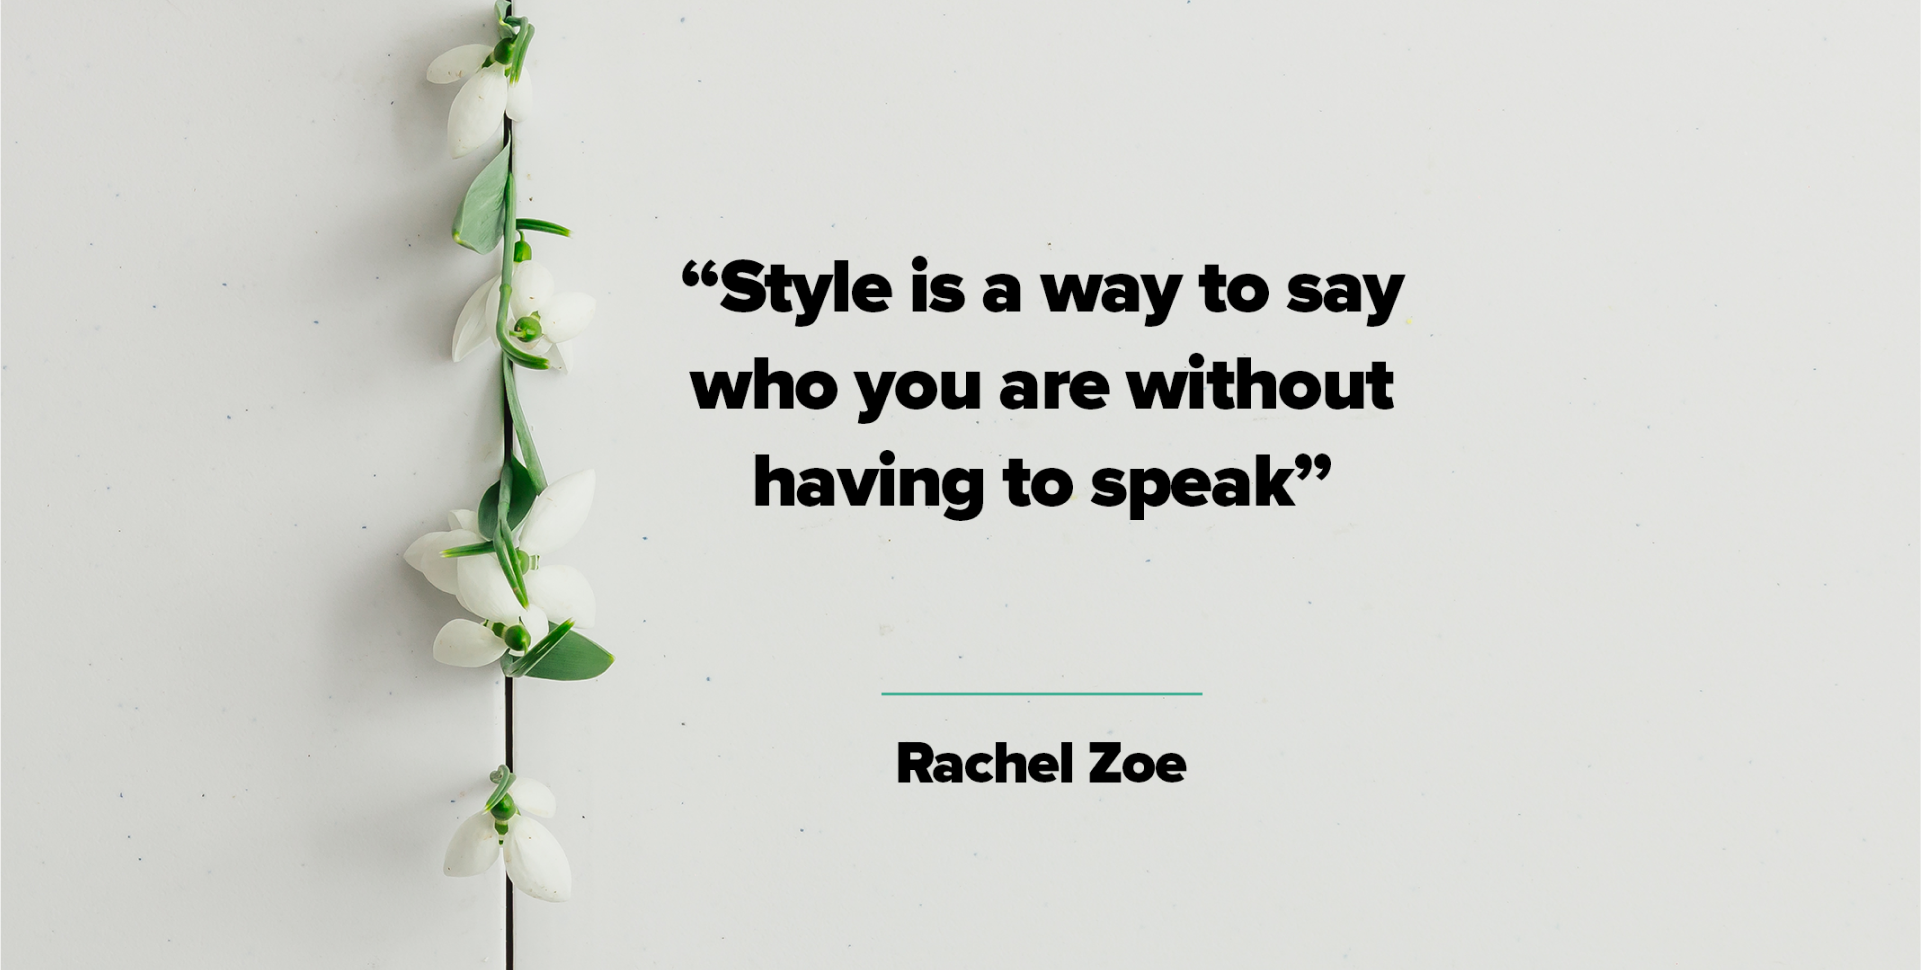 “Style is a way to say
who you are without
having to speak”
Rachel Zoe